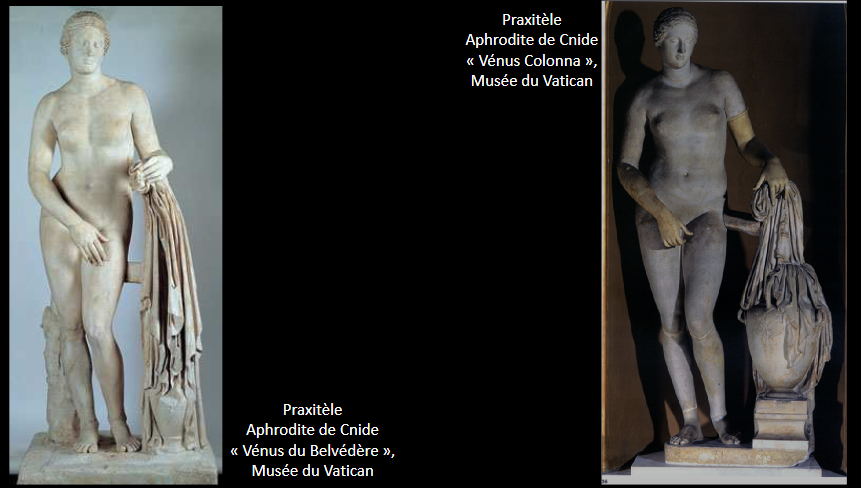 Praxitèle
Aphrodite de Cnide
« Vénus Colonna »,
Musée du Vatican
Praxitèle
Aphrodite de Cnide
« Vénus du Belvédère »,
Musée du Vatican